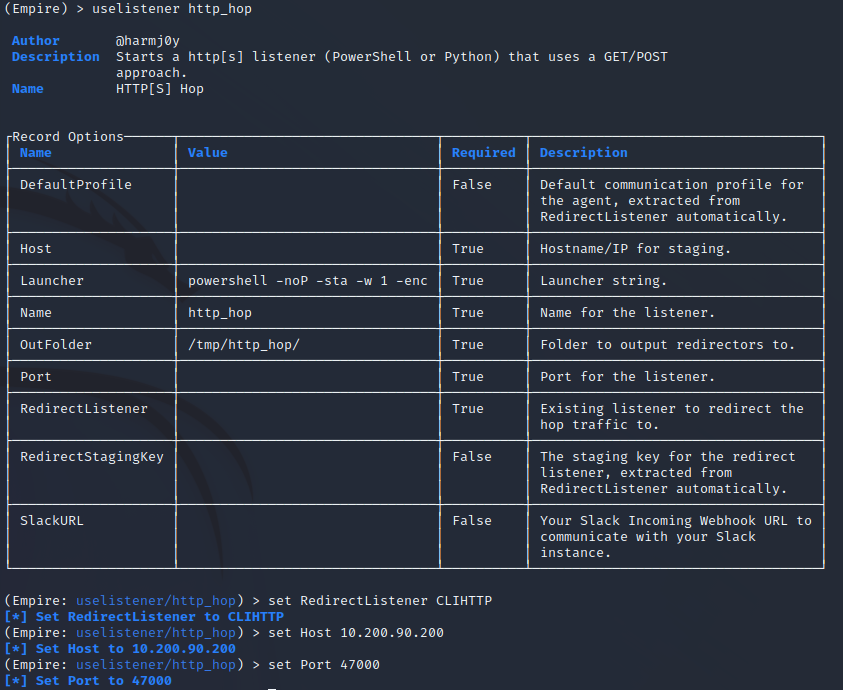 (Empire) > uselistener http_hop
Author @harmj0y
Description Starts a http[s] listener (PowerShell or Python) that uses a GET/POST
approach.
Name HTTP[S] Hop
Record Options
Name Value Required Description
DefaultProfile False Default communication profile for
the agent, extracted from
RedirectListener automatically.
Host True Hostname/IP for staging.
Launcher powershell -noP -sta -w 1 -enc True Launcher string.
Name http_hop True Name for the listener.
OutFolder /tmp/http_hop/ True Folder to output redirectors to.
Port True Port for the listener.
RedirectListener True Existing listener to redirect the
hop traffic to.
RedirectStagingKey False The staging key for the redirect
listener, extracted from
RedirectListener automatically.
SlackURL False Your Slack Incoming Webhook URL to
communicate with your Slack
instance.
(Empire: uselistener/http_hop) > set RedirectListener CLIHTTP
[*] Set RedirectListener to CLIHTTP
(Empire: uselistener/http_hop) > set Host 10.200.90.200
[*] Set Host to 10.200.90.200
(Empire: uselistener/http_hop) > set Port 47000
[*] Set Port to 47000